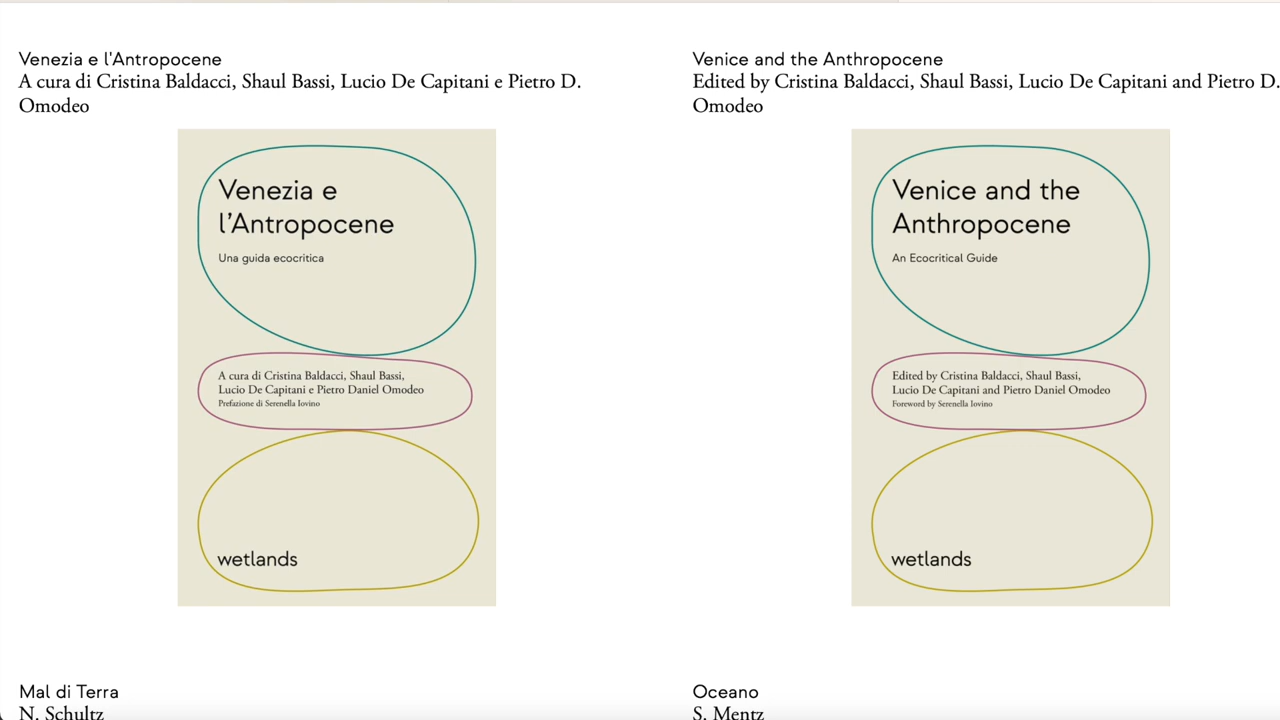 Venezia e l'Antropocene
A cura di Cristina Baldacci, Shaul Bassi, Lucio De Capitani e Pietro D.
Omodeo
Venezia e
l’Antropocene
Una guida ecocritica
A cura di Cristina Baldacci, Shaul Bassi,
Lucio De Capitani e Pietro Daniel Omodeo
Prefazione di Serenella Iovino
wetlands
Mal di Terra
N. Schultz
Venice and the Anthropocene
Edited by Cristina Baldacci, Shaul Bassi, Lucio De Capitani and Pietro D.
Omodeo
Venice and the
Anthropocene
An Ecocritical Guide
Edited by Cristina Baldacci, Shaul Bassi,
Lucio De Capitani and Pietro Daniel Omodeo
Foreword by Serenella Iovino
wetlands
Oceano
S. Mentz